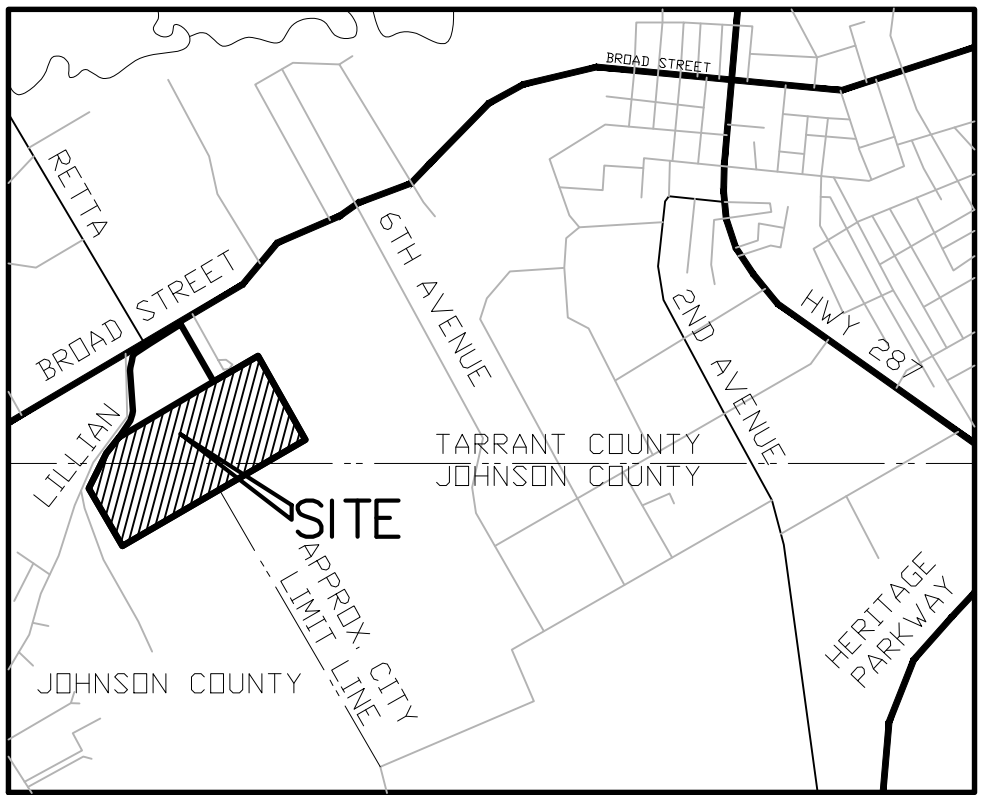 BROAD STREET
RETTA
6TH AVENUE
BROAD STREET
2ND AVENUE
HWY 287
LILLIAN
TARRANT COUNTY
JOHNSON COUNTY
SITE
APPROX. CITY
LIMIT LINE
HERITAGE
PARKWAY
JOHNSON COUNTY